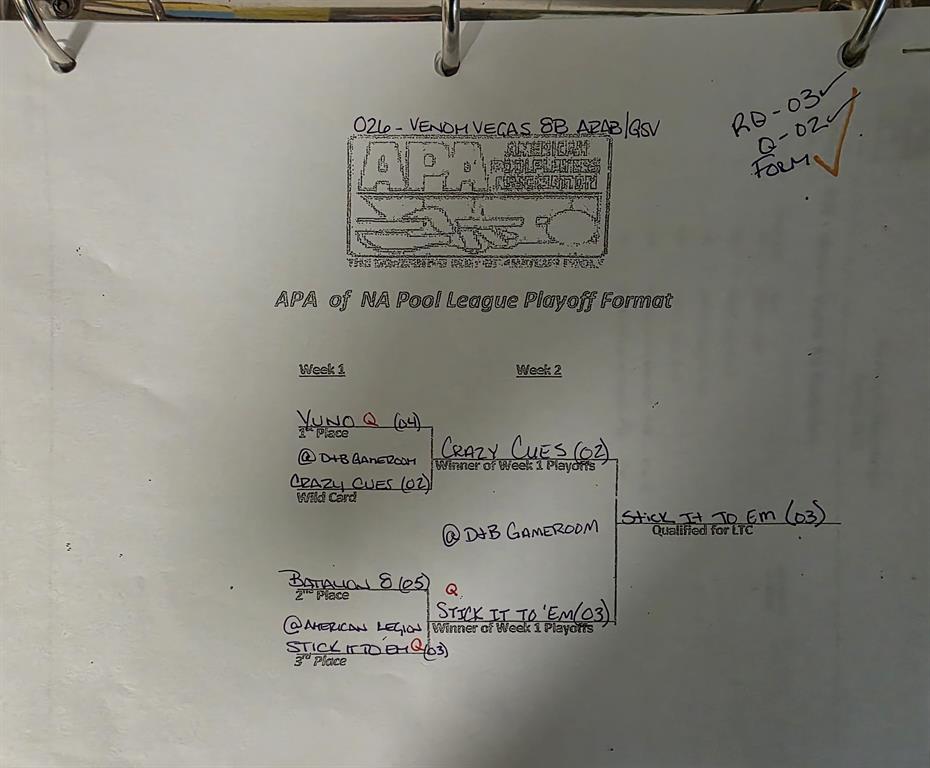 026 - VENOM VEGAS 8B ARAB/GSV
RB - 03 ✓
Q - 02 ✓
FORM ✓
APA AMERICAN
POOLPLAYERS
ASSOCIATION
APA of NA Pool League Playoff Format
Week 1 Week 2
YUNO Q (04)
1st Place
@ D+B GAMEROOM
CRAZY CUES (02)
Wild Card
CRAZY CUES (02)
Winner of Week 1 Playoffs
@ D+B GAMEROOM
STICK IT TO EM (03)
Qualified for LTC
BATALION 8 (05)
2nd Place
@ AMERICAN LEGION
STICK IT TO EM Q (03)
3rd Place
Q
STICK IT TO 'EM (03)
Winner of Week 1 Playoffs